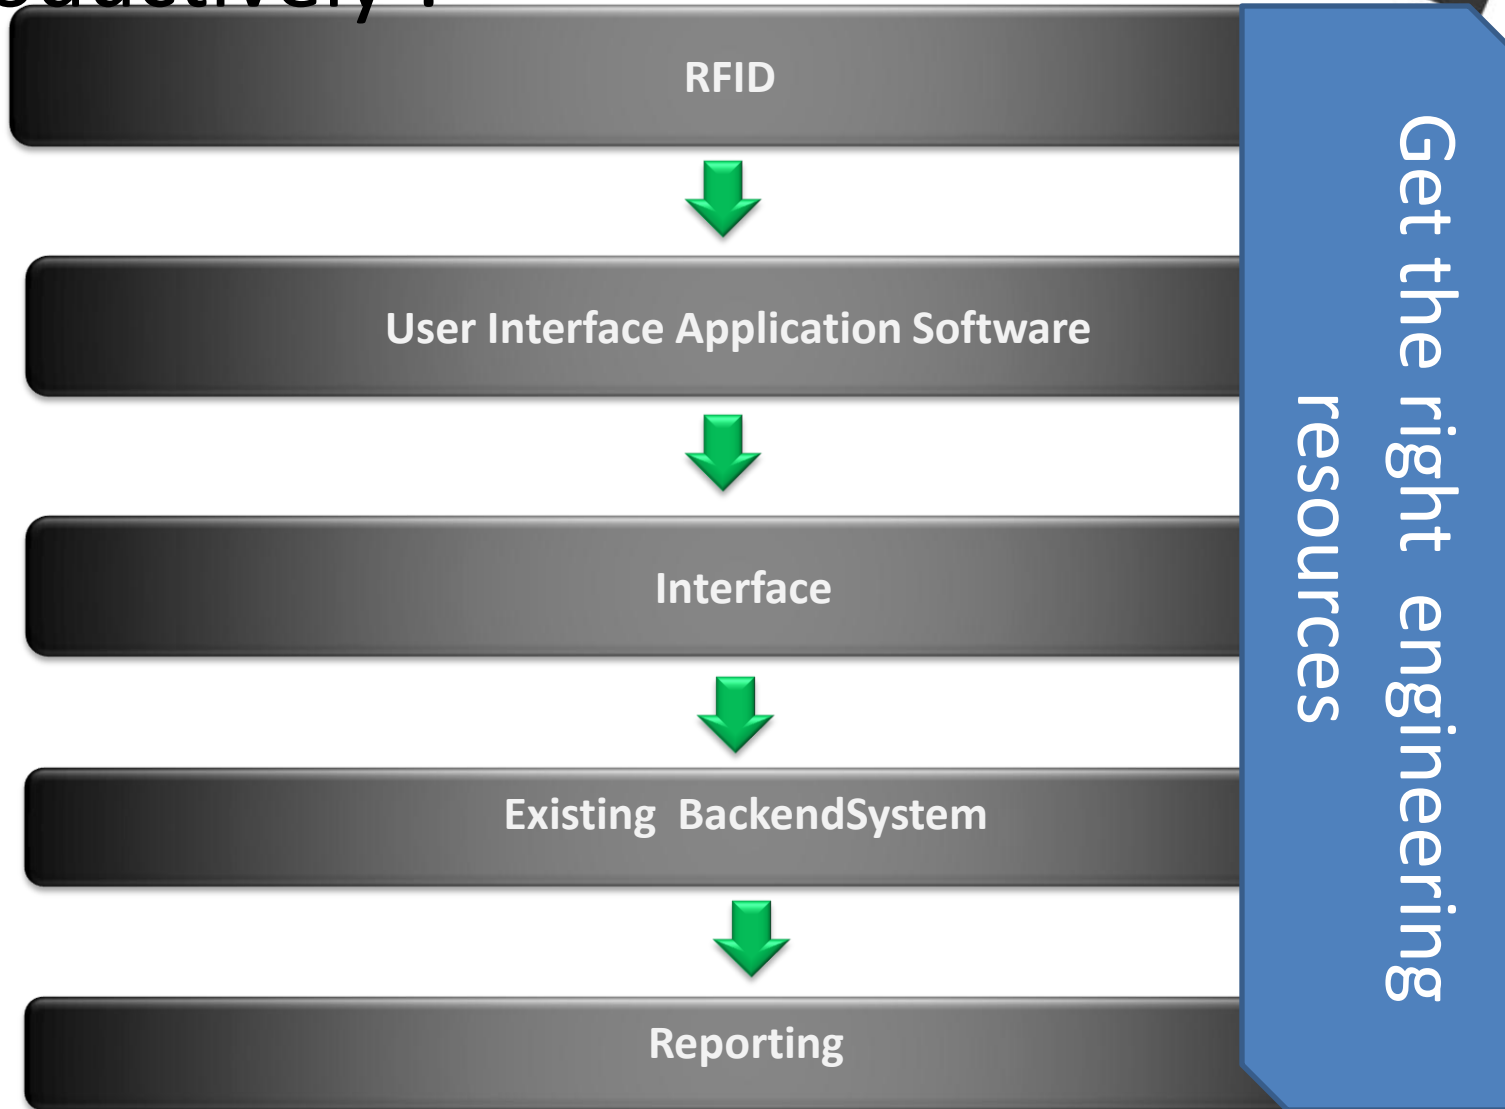 RFID
User Interface Application Software
Interface
Existing  BackendSystem
Reporting
Get the right  engineering
resources